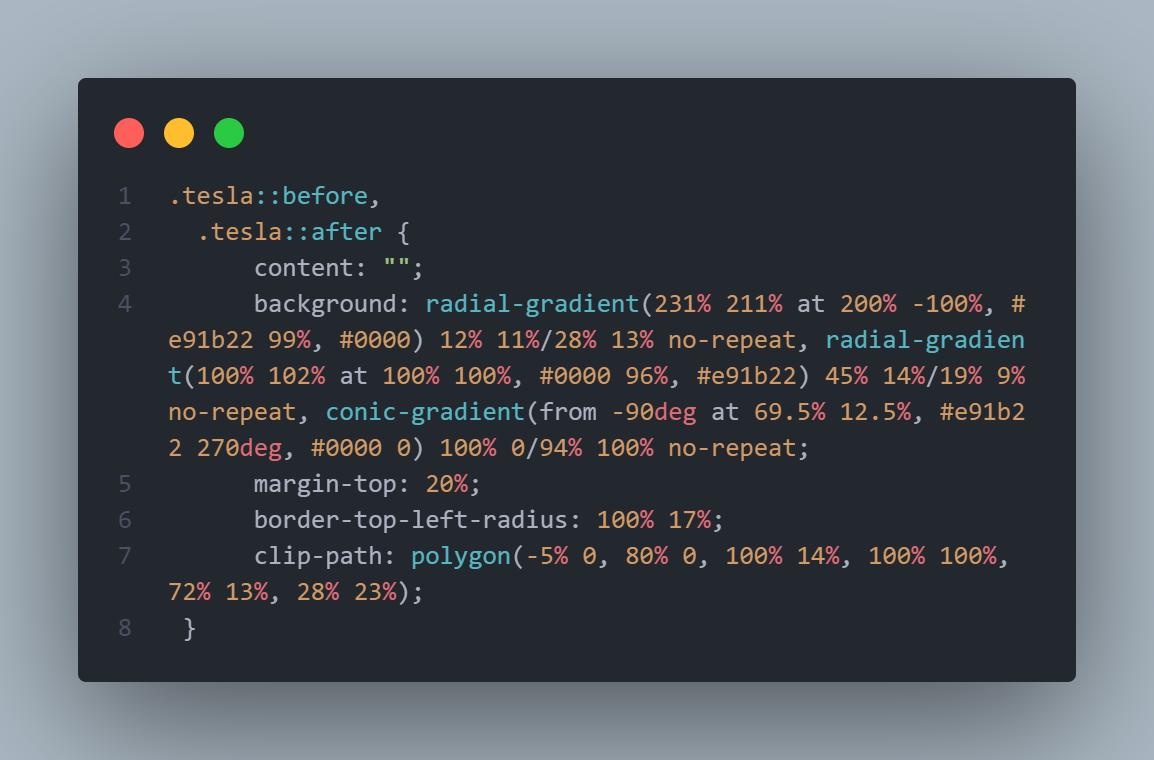 1 .tesla::before,
2 .tesla::after {
3 content: "";
4 background: radial-gradient(231% 211% at 200% -100%, #
e91b22 99%, #0000) 12% 11%/28% 13% no-repeat, radial-gradien
t(100% 102% at 100% 100%, #0000 96%, #e91b22) 45% 14%/19% 9%
no-repeat, conic-gradient(from -90deg at 69.5% 12.5%, #e91b2
2 270deg, #0000 0) 100% 0/94% 100% no-repeat;
5 margin-top: 20%;
6 border-top-left-radius: 100% 17%;
7 clip-path: polygon(-5% 0, 80% 0, 100% 14%, 100% 100%,
72% 13%, 28% 23%);
8 }